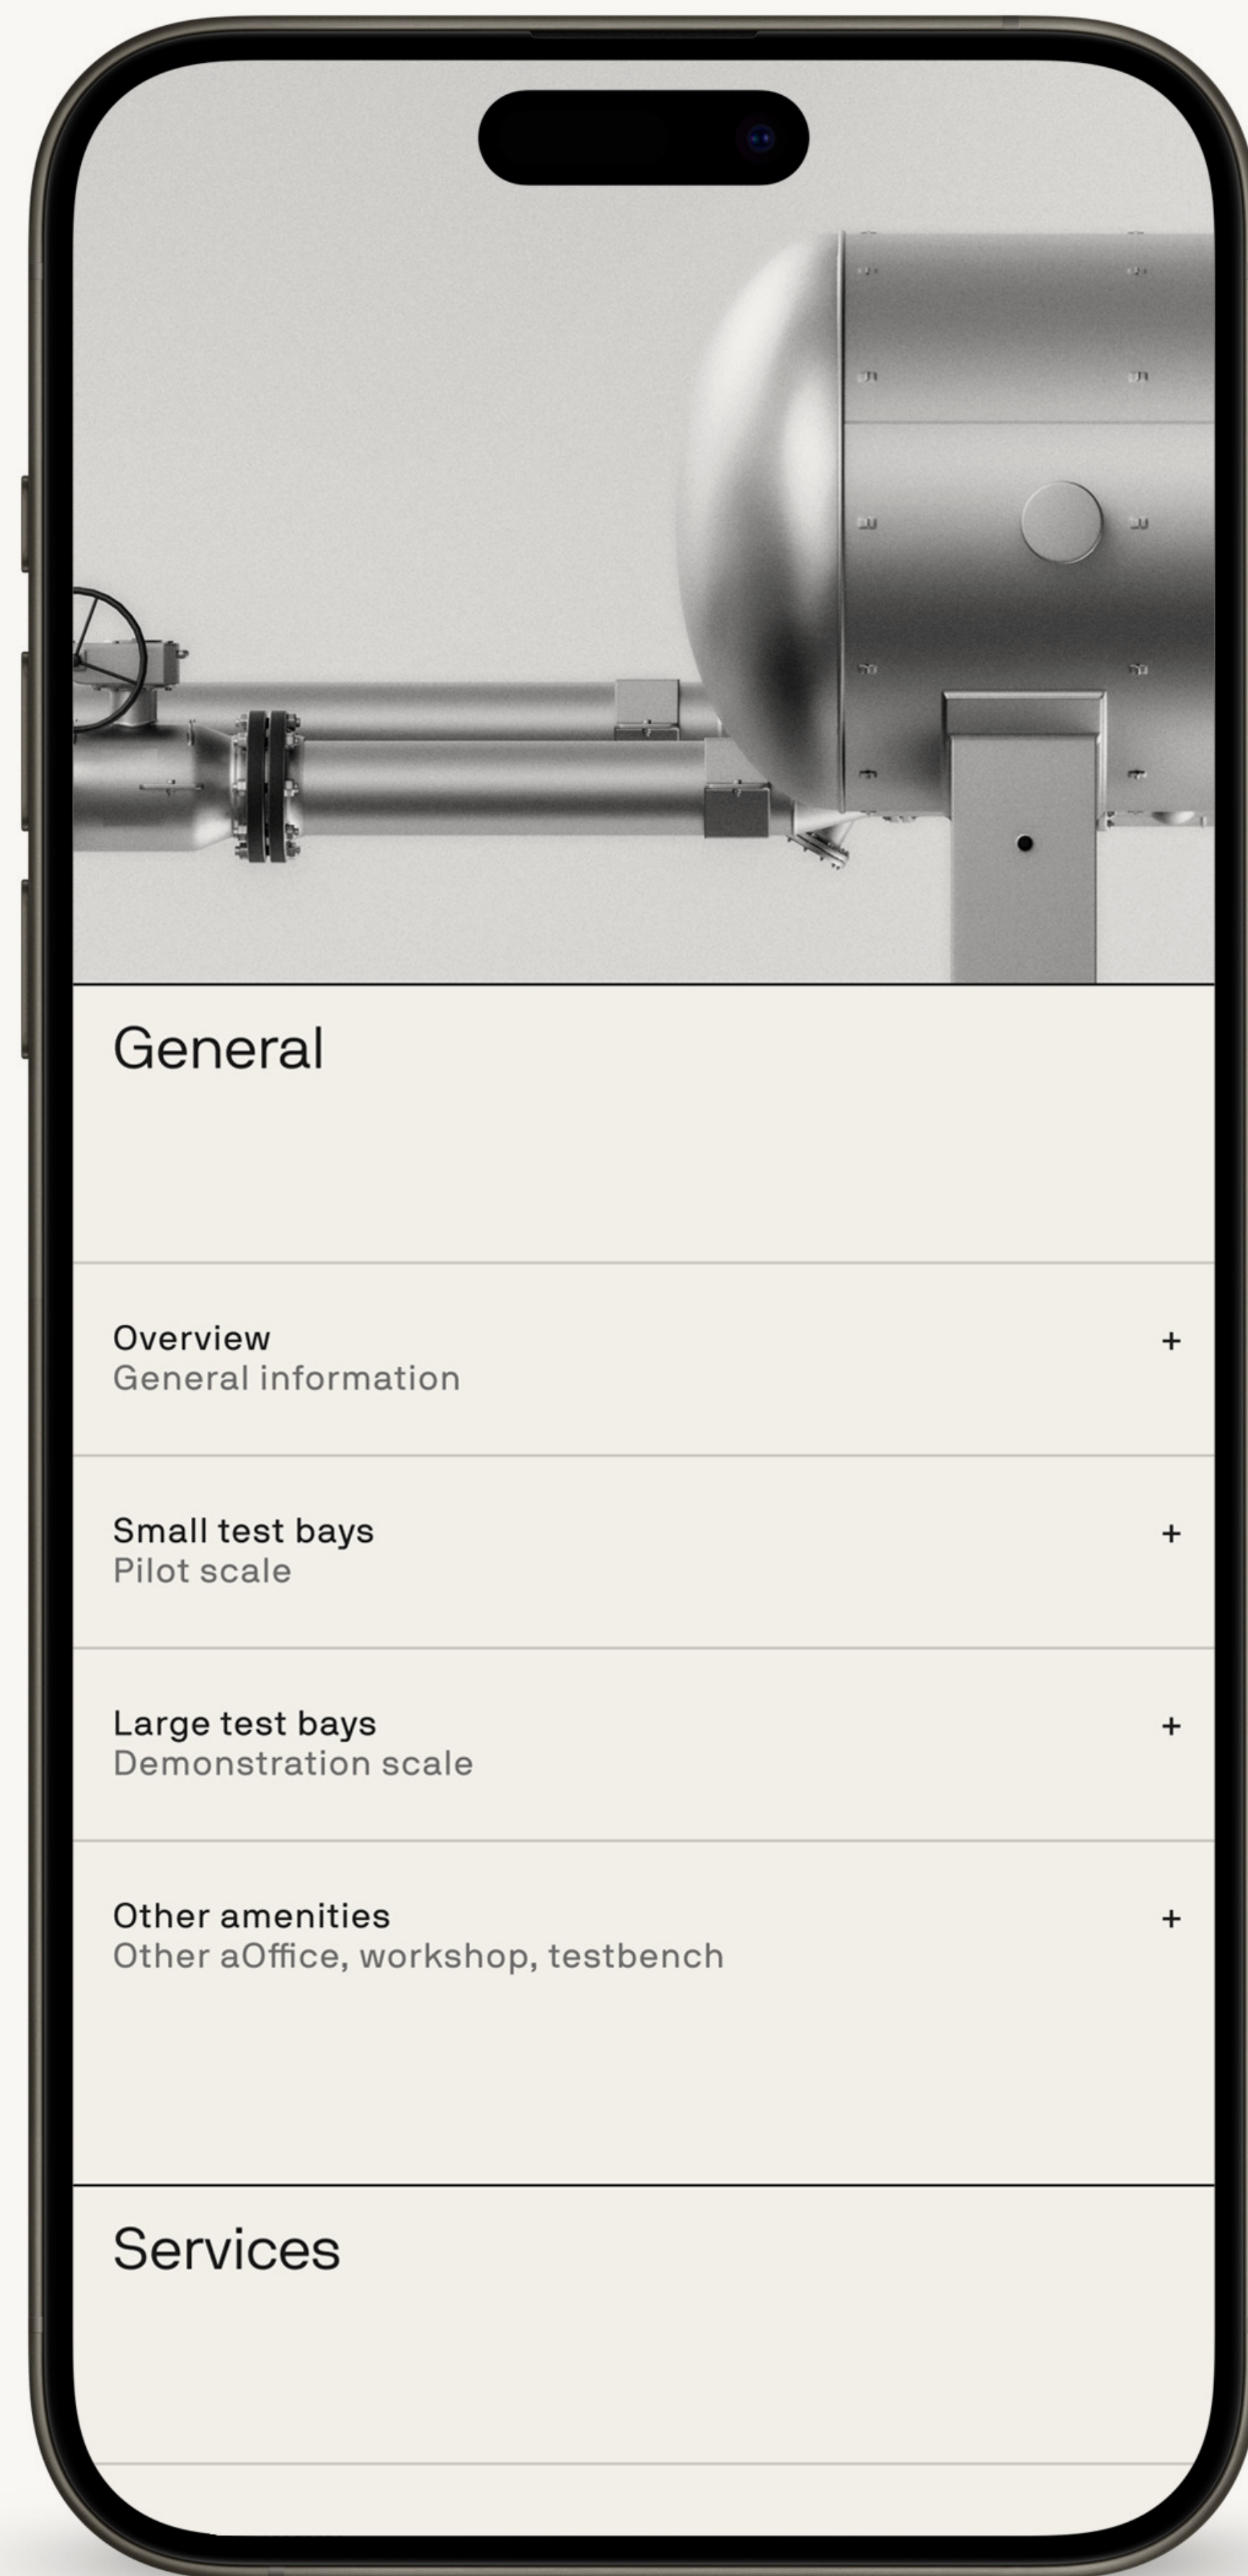 General
Overview
+
General information
Small test bays
+
Pilot scale
Large test bays
+
Demonstration scale
Other amenities
+
Other aOffice, workshop, testbench
Services